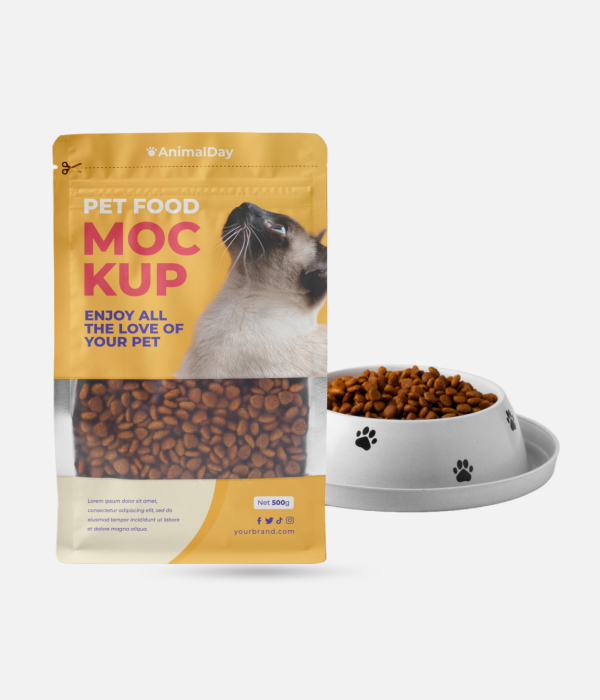 AnimalDay
PET FOOD
MOC
KUP
ENJOY ALL
THE LOVE OF
YOUR PET
Lorem ipsum dolor sit amet,
consectetur adipiscing elit, sed do
eiusmod tempor incididunt ut labore
et dolore magna aliqua.
Net 500g
yourbrand.com